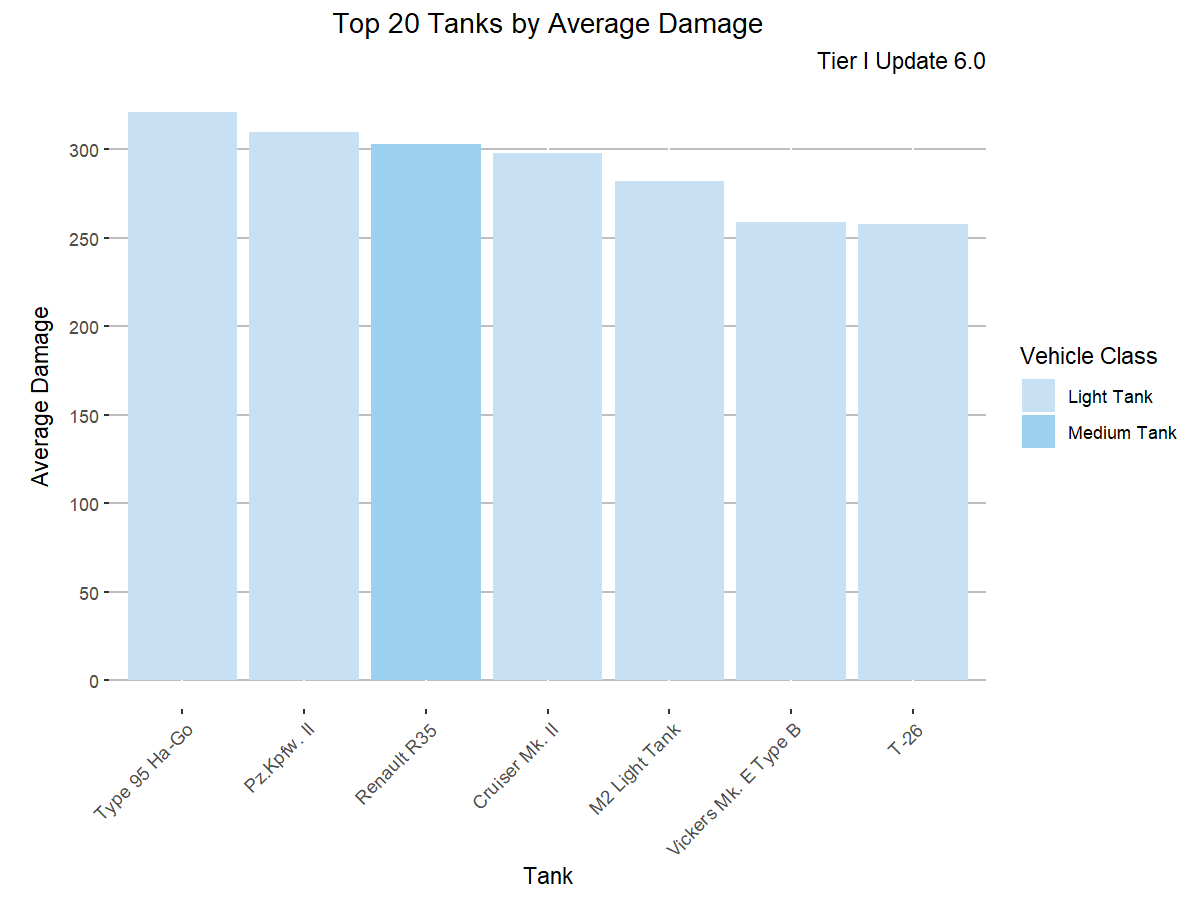 Top 20 Tanks by Average Damage
Tier I Update 6.0
Average Damage
300
250
200
150
100
50
0
Type 95 Ha-Go
Pz.Kpfw. II
Renault R35
Cruiser Mk. II
M2 Light Tank
Vickers Mk. E Type B
T-26
Tank
Vehicle Class
Light Tank
Medium Tank